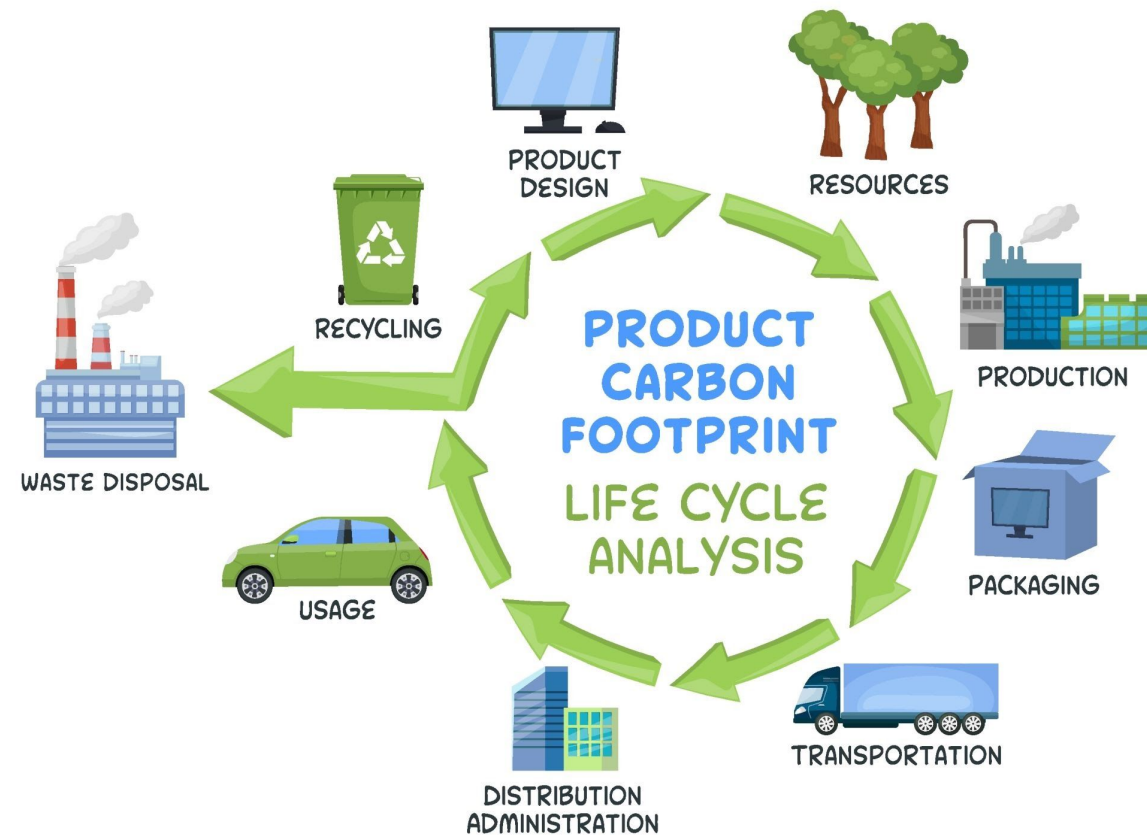 PRODUCT
DESIGN
RESOURCES
RECYCLING
PRODUCTION
WASTE DISPOSAL
PRODUCT
CARBON
FOOTPRINT
LIFE CYCLE
ANALYSIS
PACKAGING
USAGE
TRANSPORTATION
DISTRIBUTION
ADMINISTRATION